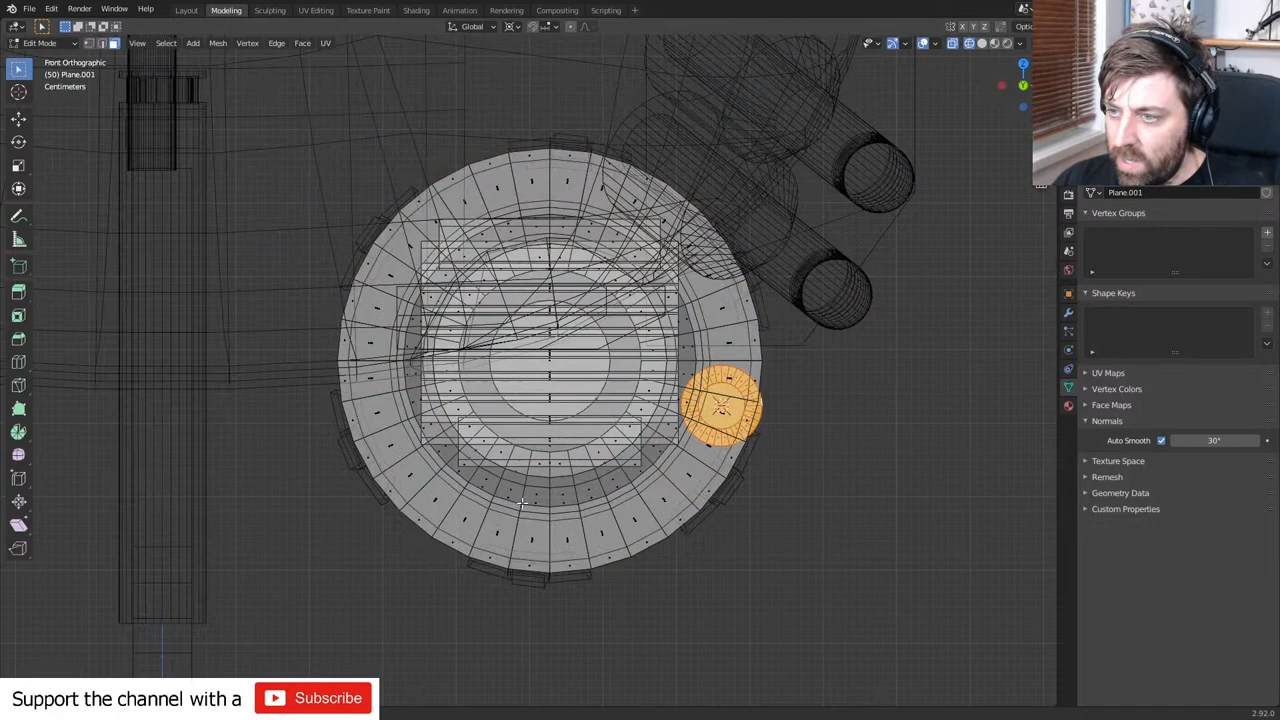 File Edit Render Window Help
Layout Modeling Sculpting UV Editing Texture Paint Shading Animation Rendering Compositing Scripting +
Global X Y Z
Edit Mode View Select Add Mesh Vertex Edge Face UV
Front Orthographic
(50) Plane.001
Centimeters
Z
Y
Plane.001
Vertex Groups
Shape Keys
UV Maps
Vertex Colors
Face Maps
Normals
Auto Smooth 30°
Texture Space
Remesh
Geometry Data
Custom Properties
Support the channel with a Subscribe
2.92.0